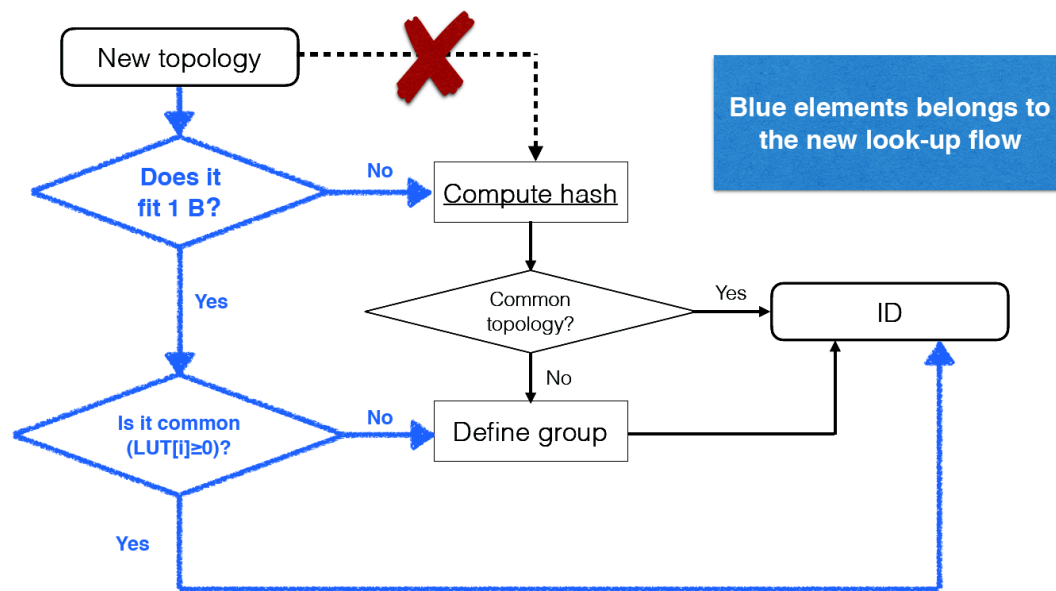 New topology
Blue elements belongs to
the new look-up flow
Does it
fit 1 B?
No
Compute hash
Yes
Common
topology?
Yes
ID
No
Is it common
(LUT[i]≥0)?
No
Define group
Yes